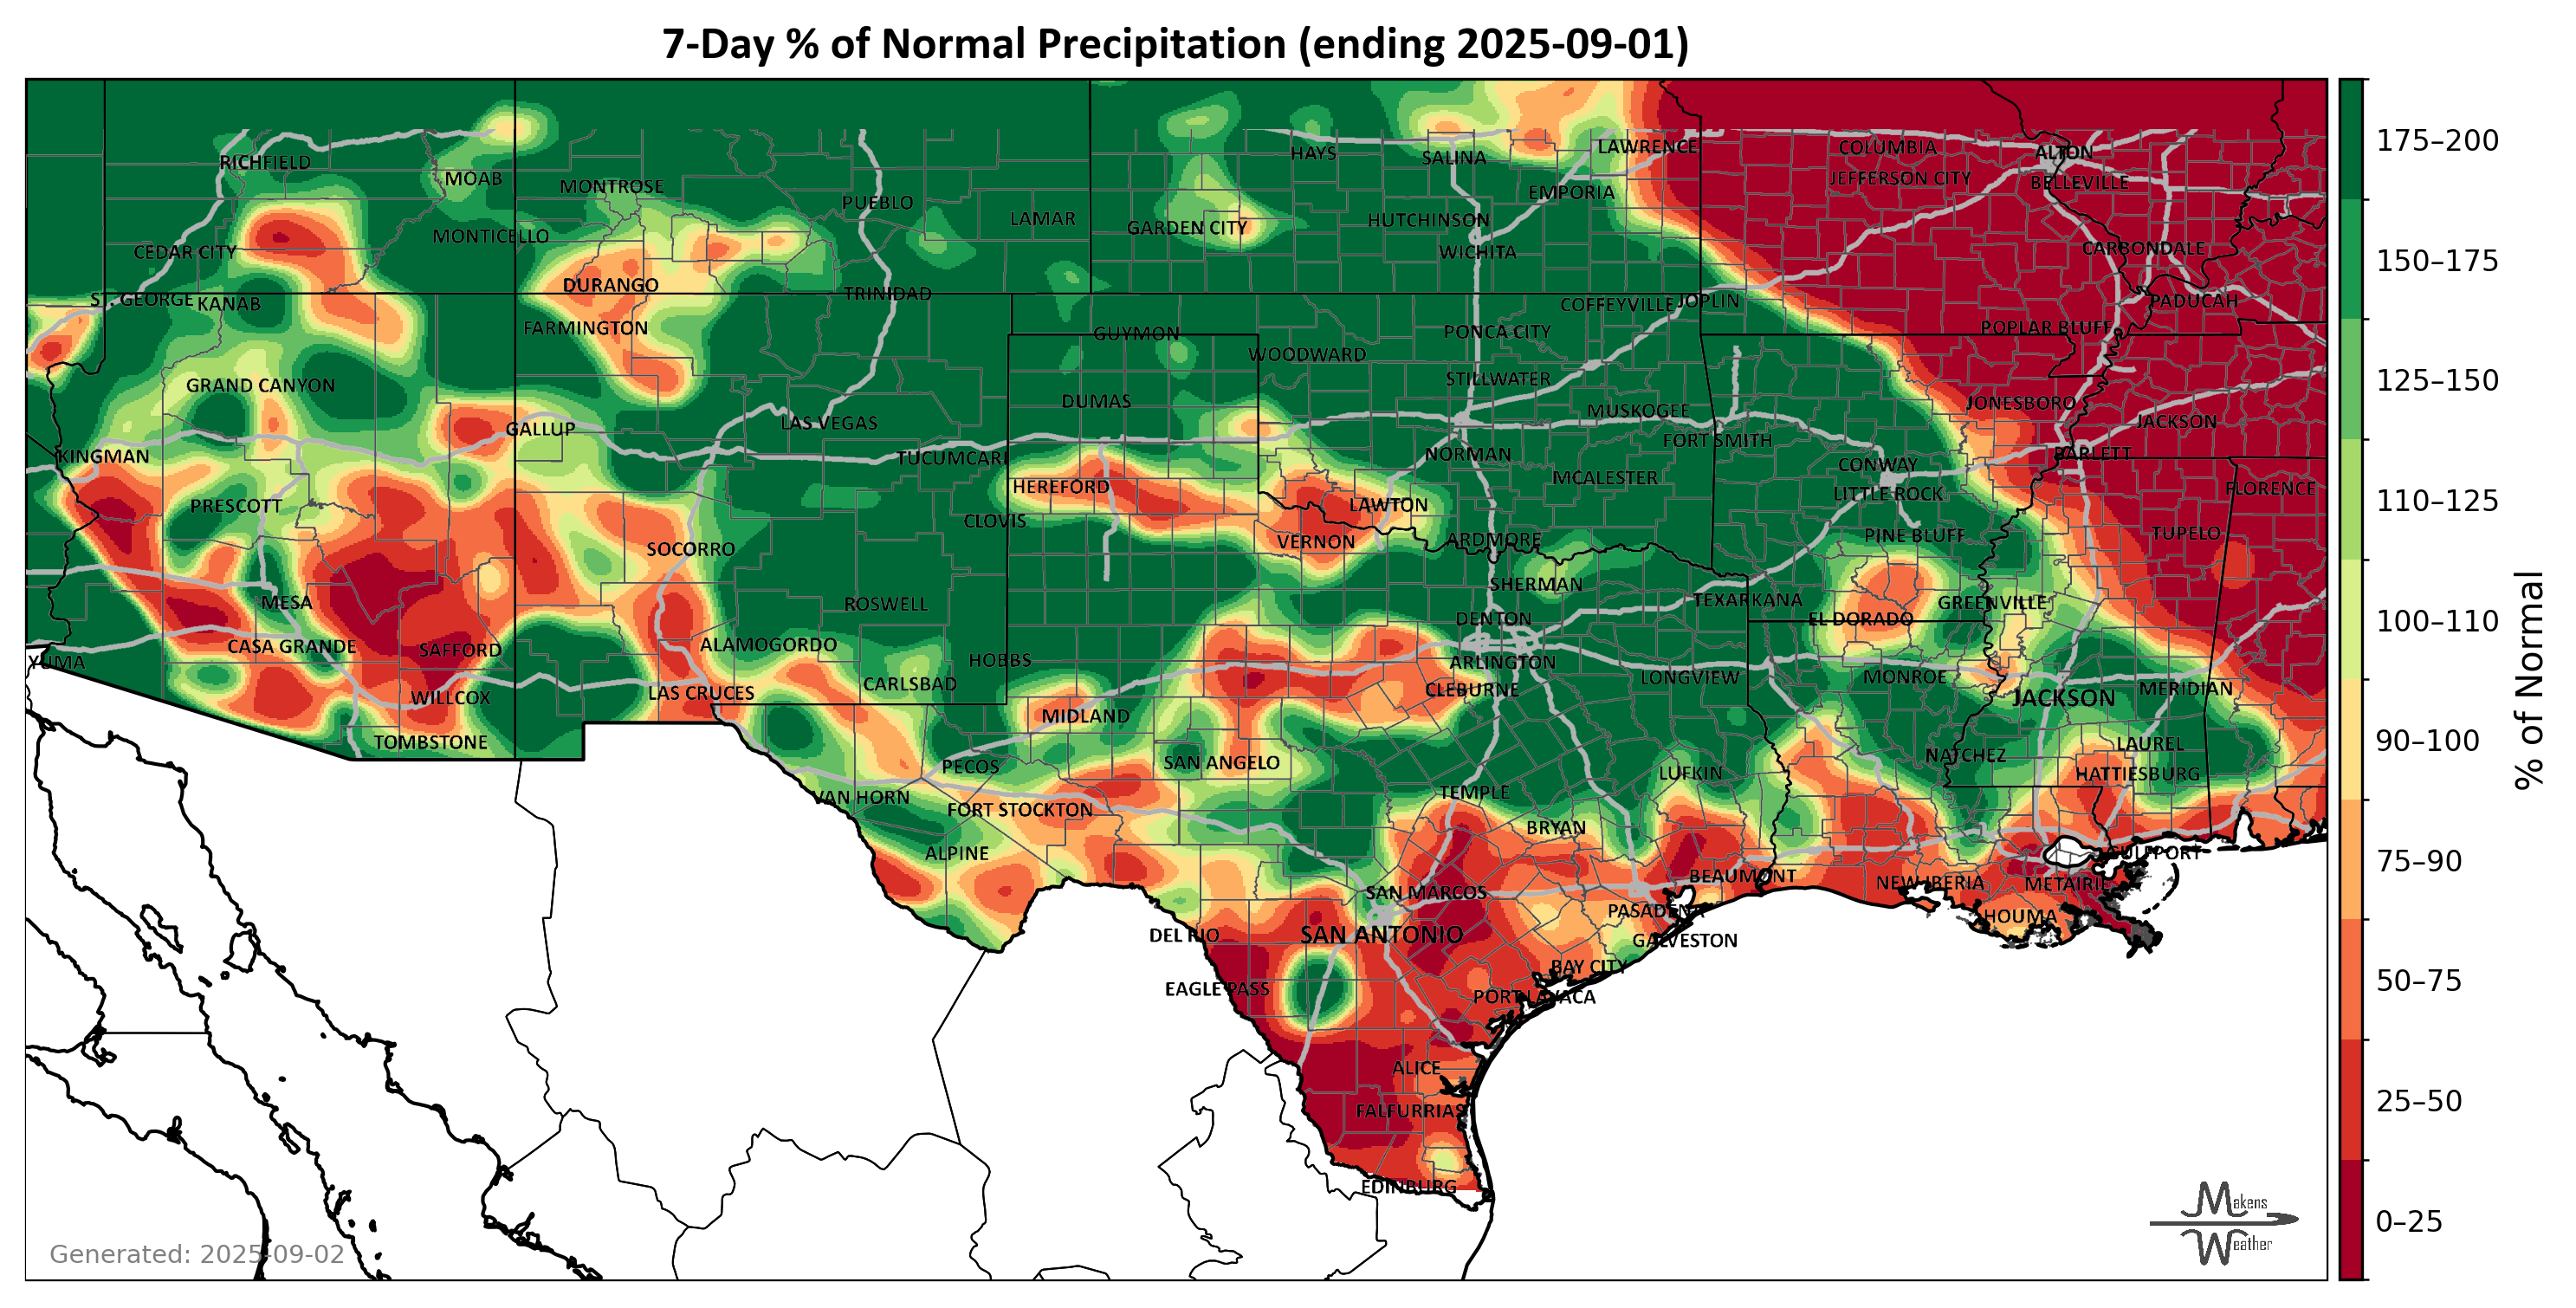 7-Day % of Normal Precipitation (ending 2025-09-01)
RICHFIELD
MOAB
MONTROSE
PUEBLO
LAMAR
HAYS
SALINA
LAWRENCE
COLUMBIA
ALTON
JEFFERSON CITY
BELLEVILLE
EMPORIA
GARDEN CITY
HUTCHINSON
WICHITA
CARBONDALE
CEDAR CITY
MONTICELLO
DURANGO
TRINIDAD
ST. GEORGE
KANAB
COFFEYVILLE
JOPLIN
PADUCAH
FARMINGTON
GUYMON
PONCA CITY
POPLAR BLUFF
WOODWARD
GRAND CANYON
STILLWATER
DUMAS
MUSKOGEE
JONESBORO
JACKSON
GALLUP
LAS VEGAS
FORT SMITH
KINGMAN
TUCUMCARI
NORMAN
BARLETT
CONWAY
MCALESTER
HEREFORD
LITTLE ROCK
FLORENCE
PRESCOTT
LAWTON
CLOVIS
PINE BLUFF
TUPELO
SOCORRO
VERNON
ARDMORE
SHERMAN
MESA
ROSWELL
TEXARKANA
GREENVILLE
DENTON
EL DORADO
CASA GRANDE
SAFFORD
ALAMOGORDO
HOBBS
ARLINGTON
YUMA
LAS CRUCES
CARLSBAD
CLEBURNE
LONGVIEW
MONROE
MERIDIAN
WILLCOX
JACKSON
MIDLAND
TOMBSTONE
LAUREL
NATCHEZ
PECOS
SAN ANGELO
LUFKIN
HATTIESBURG
VAN HORN
FORT STOCKTON
TEMPLE
BRYAN
ALPINE
GULFPORT
SAN MARCOS
BEAUMONT
NEW IBERIA
METAIRIE
PASADENA
HOUMA
DEL RIO
SAN ANTONIO
GALVESTON
BAY CITY
EAGLE PASS
PORT LAVACA
ALICE
FALFURRIAS
EDINBURG
175–200
150–175
125–150
110–125
100–110
90–100
75–90
50–75
25–50
0–25
% of Normal
Generated: 2025-09-02
Makens
Weather